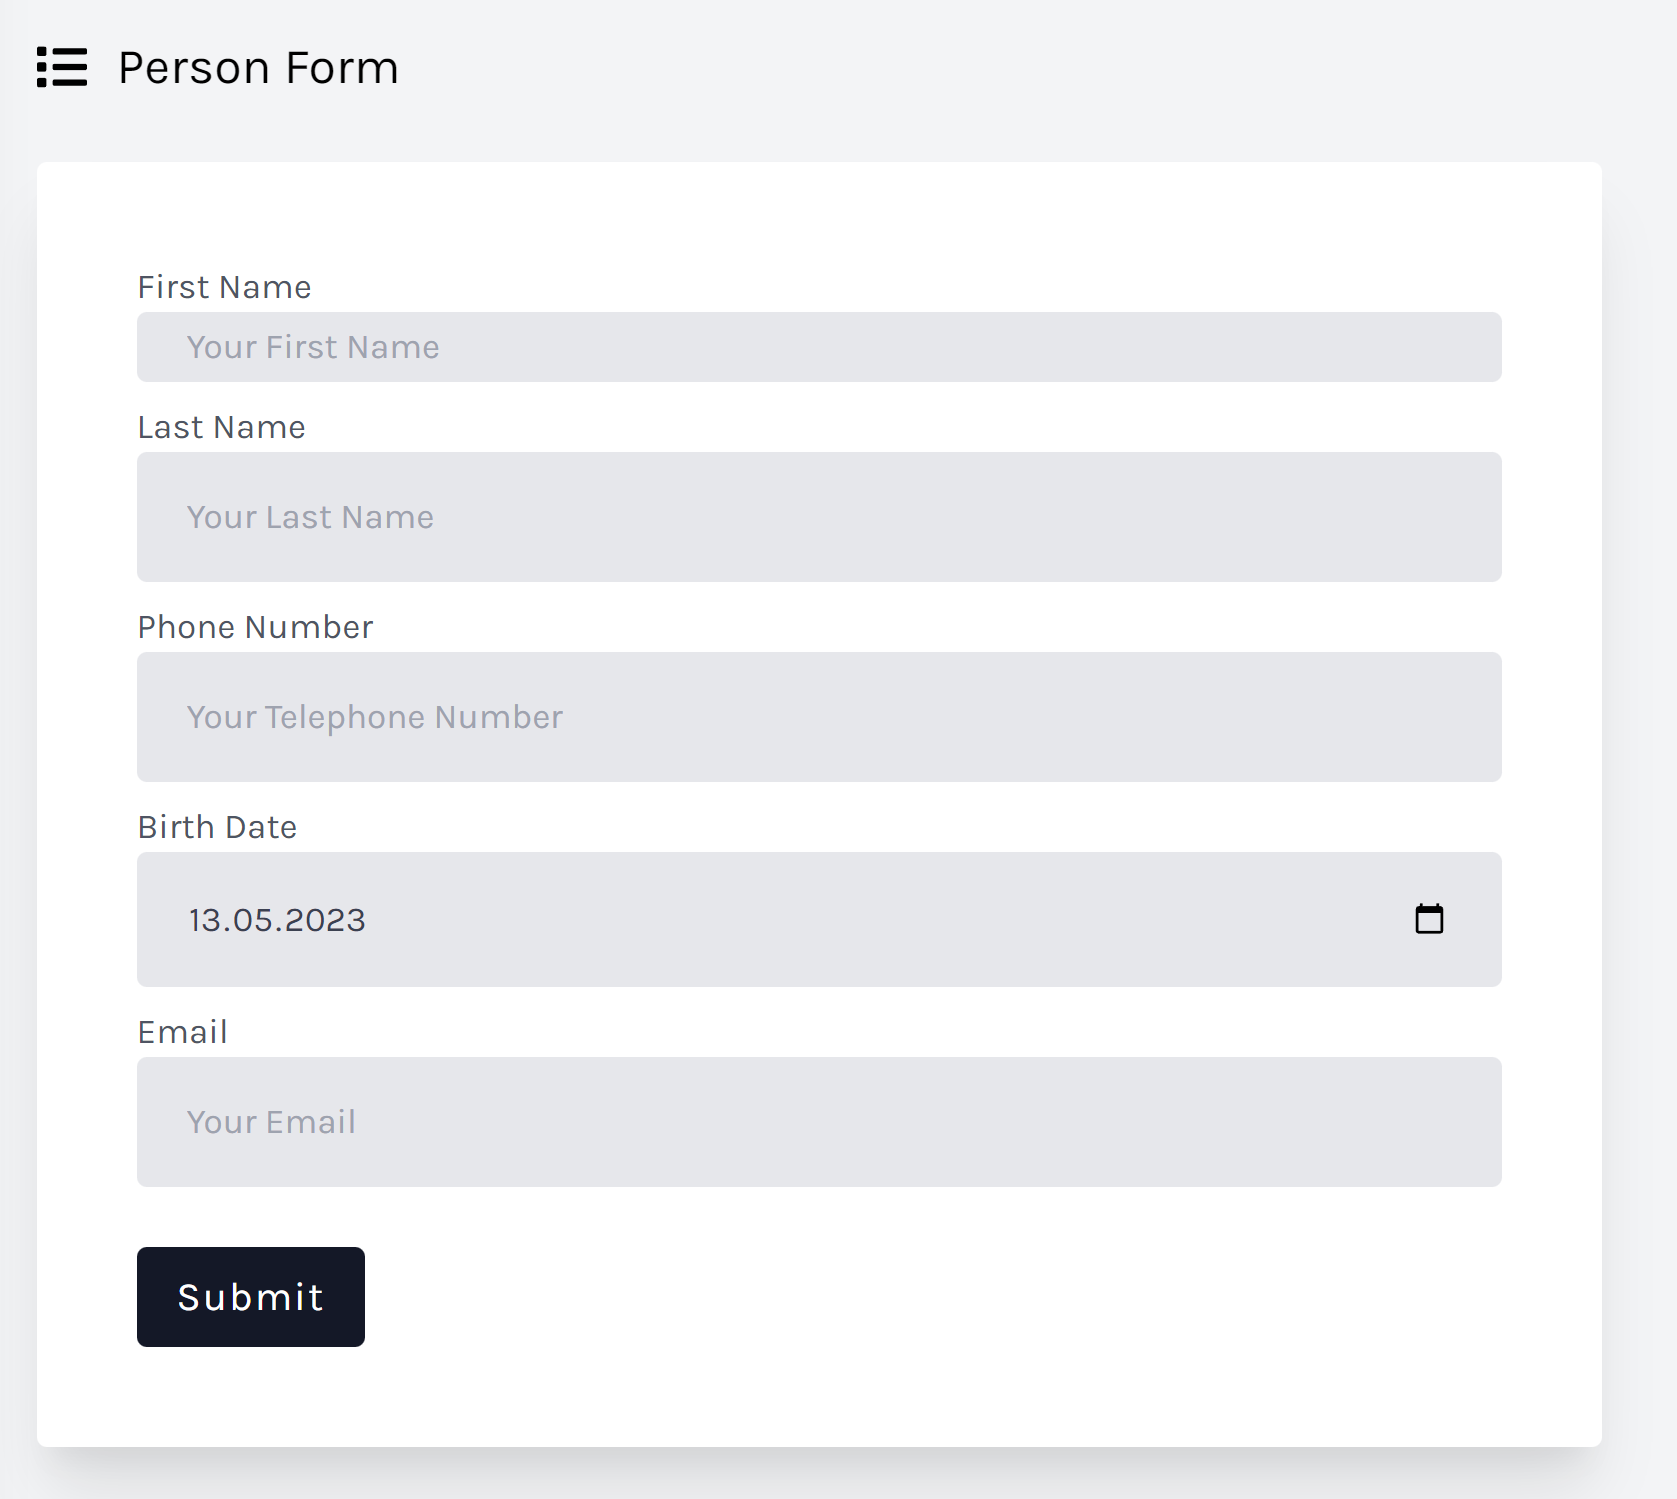 Person Form
First Name
Your First Name
Last Name
Your Last Name
Phone Number
Your Telephone Number
Birth Date
13.05.2023
Email
Your Email
Submit